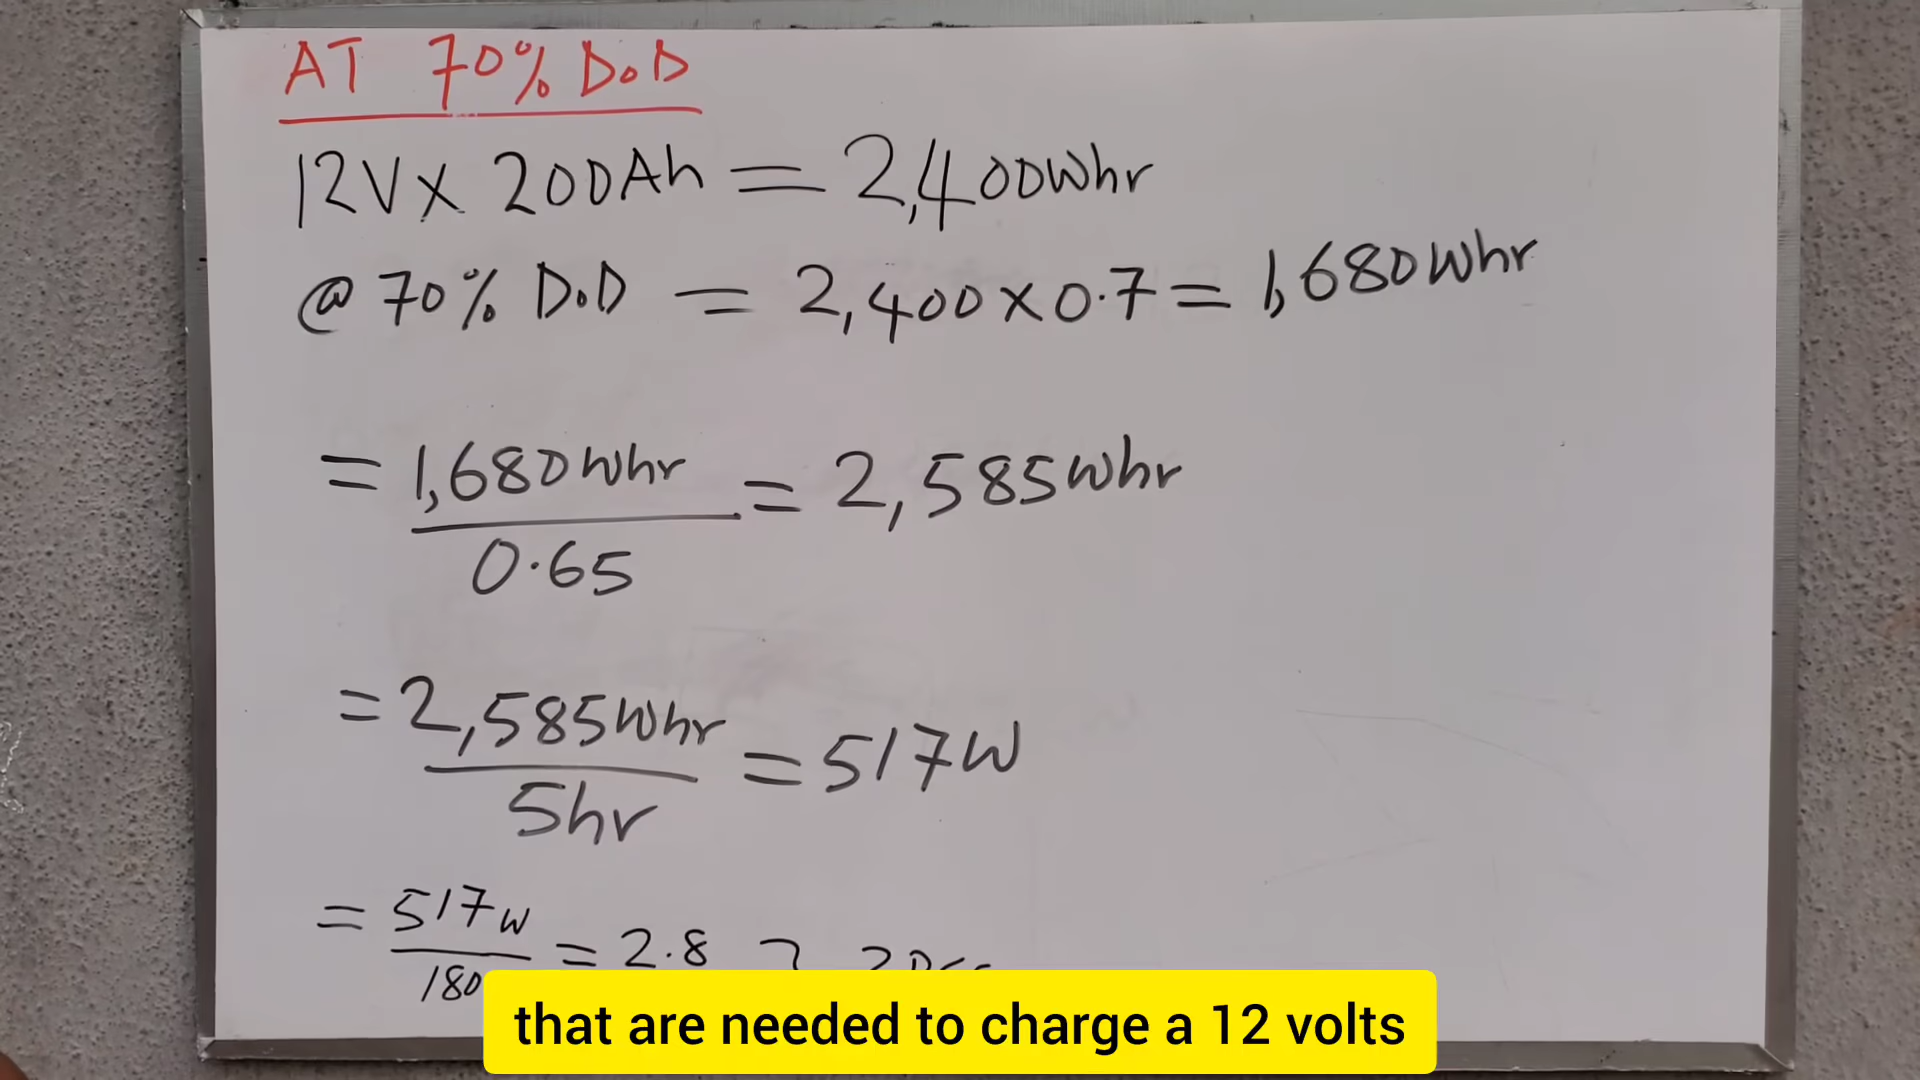 AT 70% DoD
12V x 200Ah = 2,400Whr
@ 70% D.D = 2,400 x 0.7 = 1,680Whr
= 1,680Whr = 2,585Whr
0.65
= 2,585Whr = 517W
5hr
= 517W = 2.8
180
that are needed to charge a 12 volts